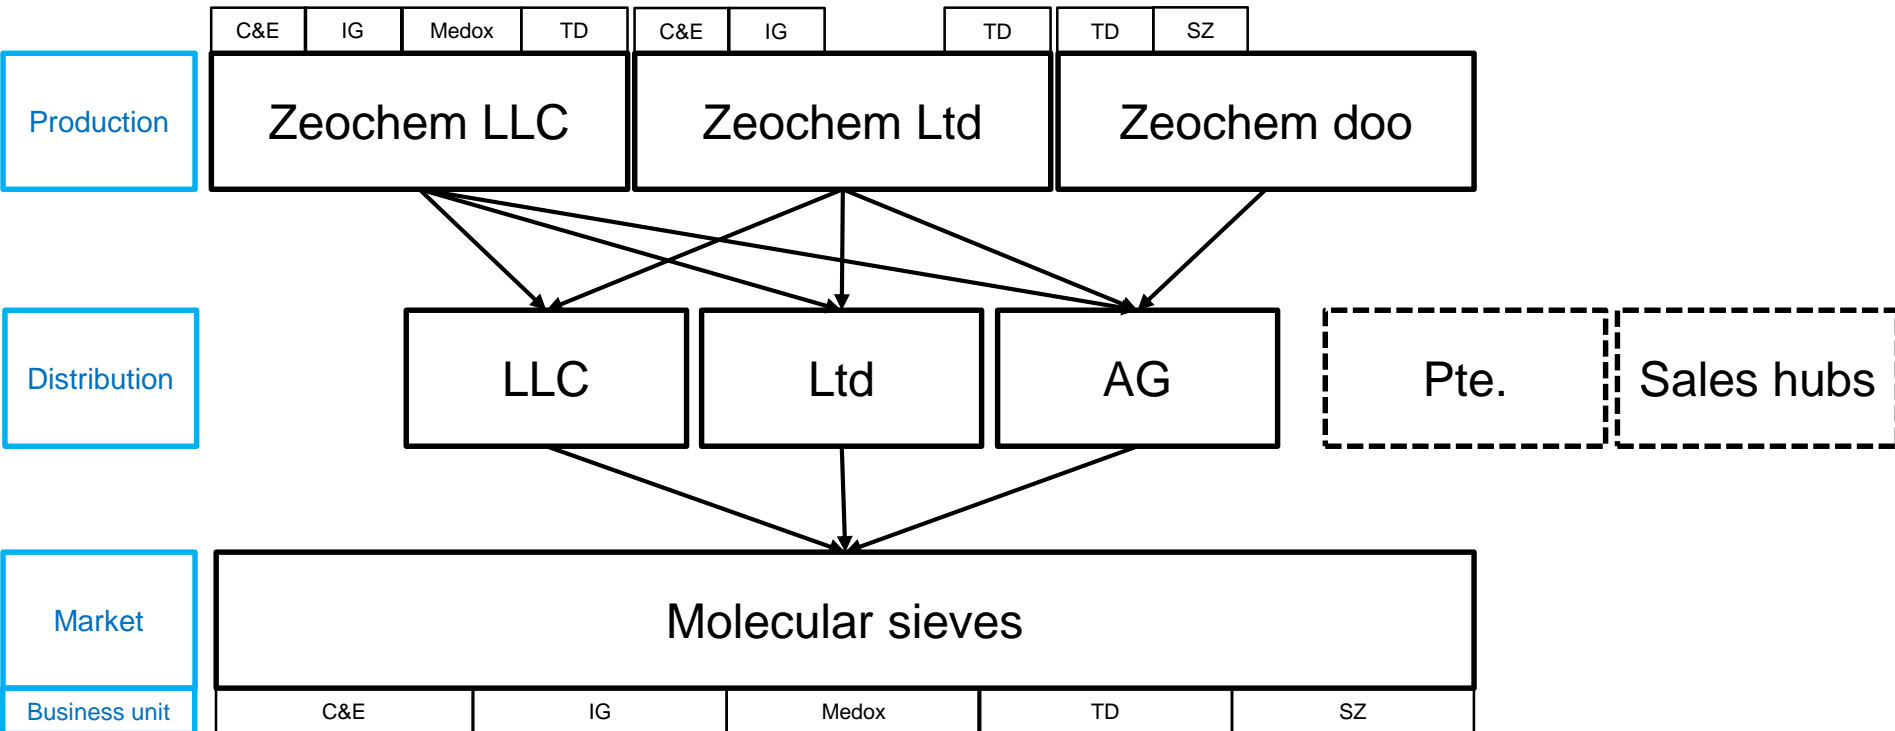 C&E IG Medox TD C&E IG TD TD SZ
Production Zeochem LLC Zeochem Ltd Zeochem doo
Distribution LLC Ltd AG Pte. Sales hubs
Market Molecular sieves
Business unit C&E IG Medox TD SZ